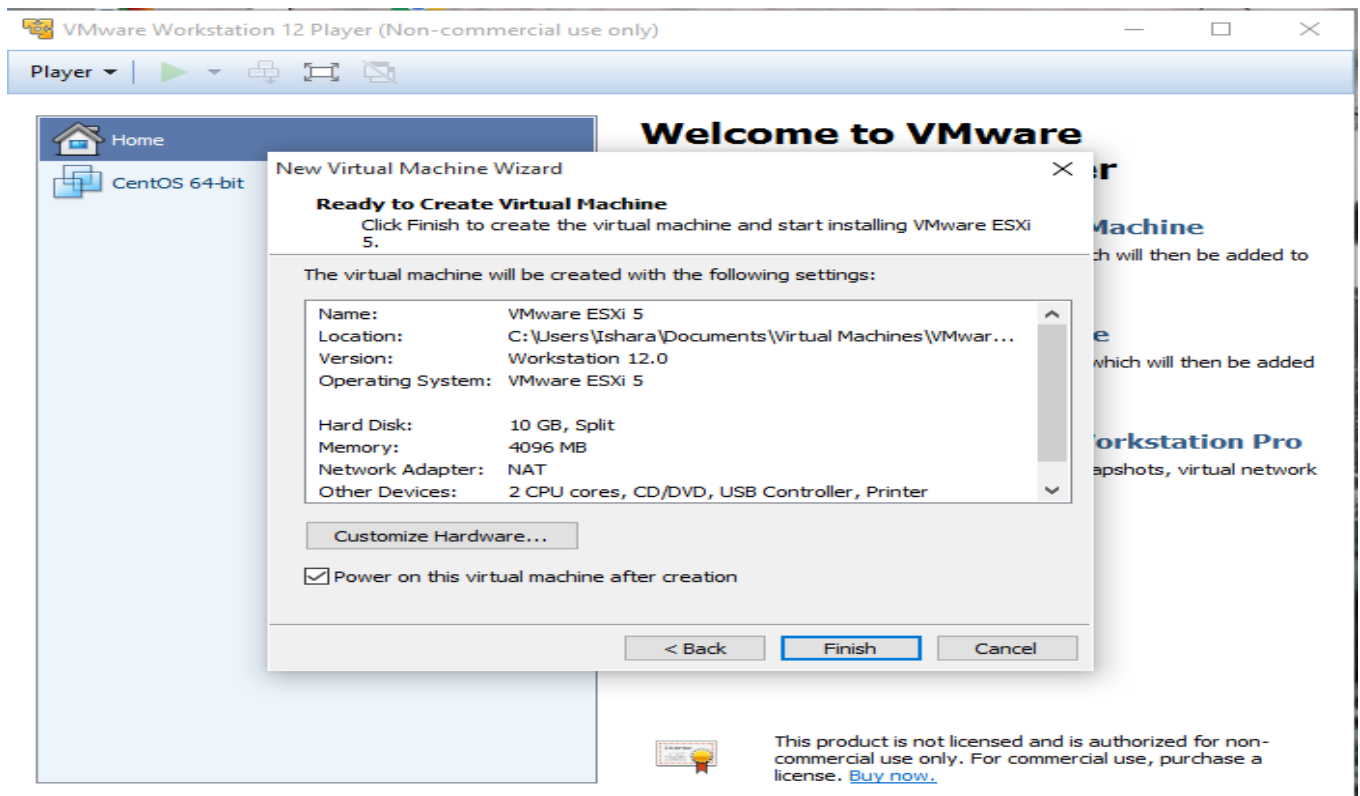 VMware Workstation 12 Player (Non-commercial use only)
Player
Home
CentOS 64-bit
Welcome to VMware
er
Machine
ch will then be added to
e
which will then be added
Workstation Pro
apshots, virtual network
New Virtual Machine Wizard
Ready to Create Virtual Machine
Click Finish to create the virtual machine and start installing VMware ESXi
5.
The virtual machine will be created with the following settings:
Name: VMware ESXi 5
Location: C:\Users\Ishara\Documents\Virtual Machines\VMwar...
Version: Workstation 12.0
Operating System: VMware ESXi 5
Hard Disk: 10 GB, Split
Memory: 4096 MB
Network Adapter: NAT
Other Devices: 2 CPU cores, CD/DVD, USB Controller, Printer
Customize Hardware...
Power on this virtual machine after creation
< Back
Finish
Cancel
This product is not licensed and is authorized for non-
commercial use only. For commercial use, purchase a
license. Buy now.